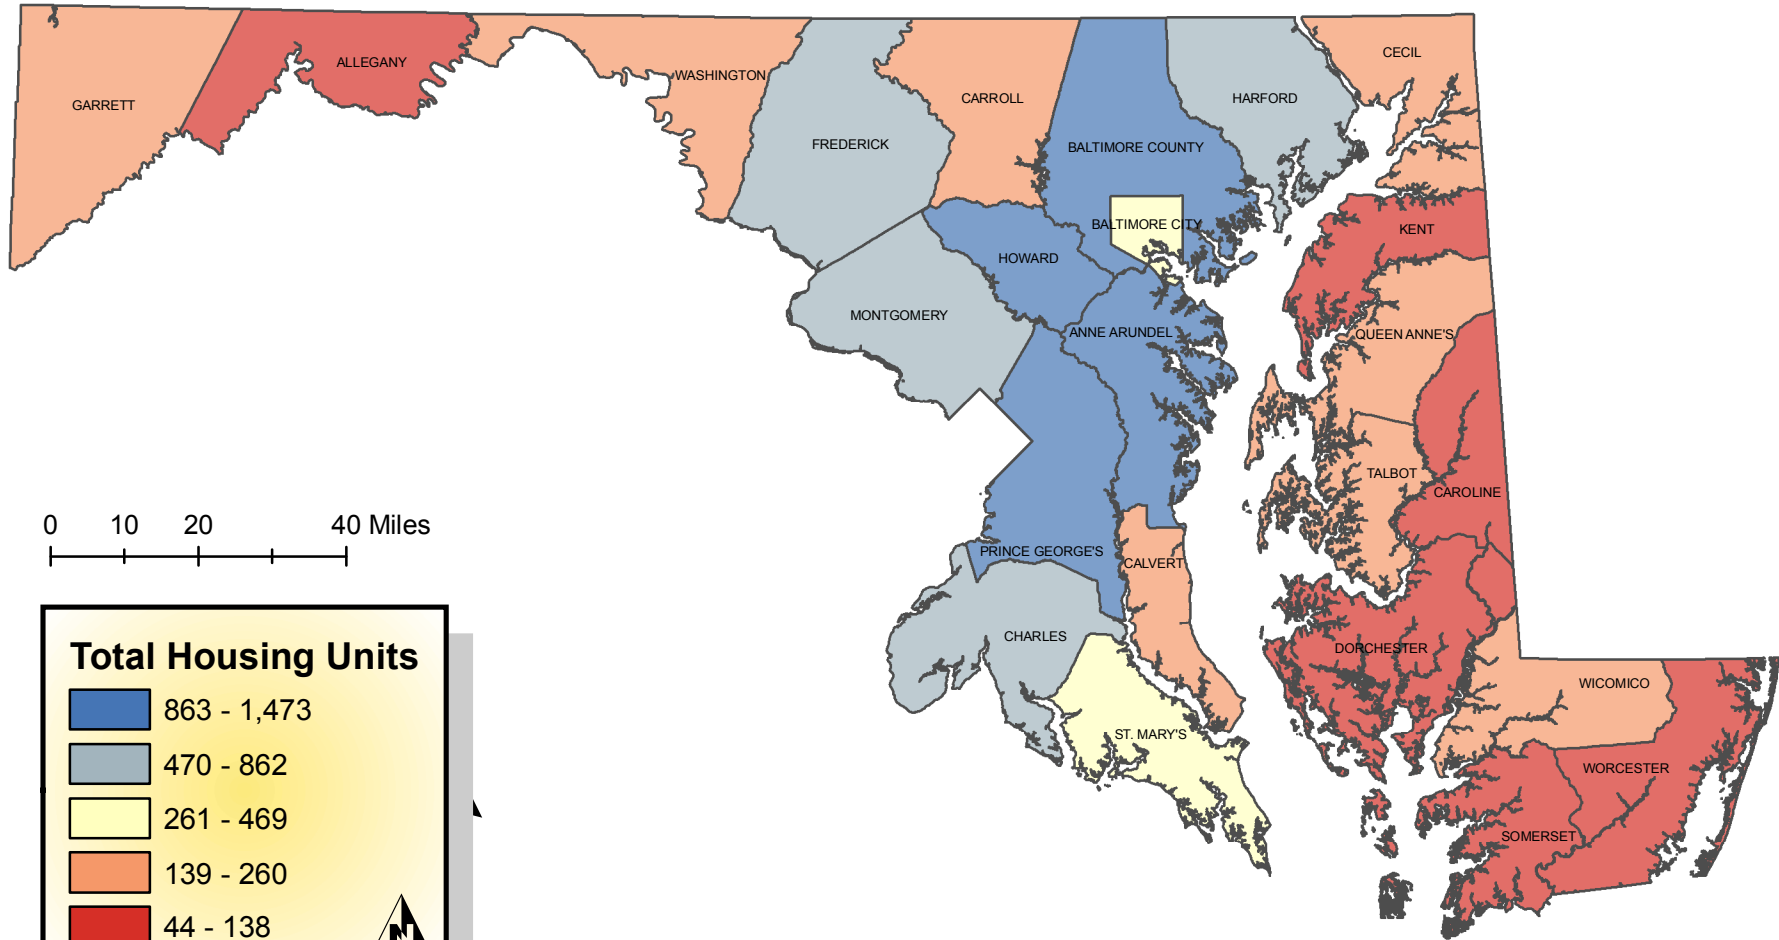 CECIL
ALLEGANY
WASHINGTON
GARRETT
CARROLL
HARFORD
FREDERICK
BALTIMORE COUNTY
BALTIMORE CITY
KENT
HOWARD
MONTGOMERY
ANNE ARUNDEL
QUEEN ANNE'S
TALBOT
CAROLINE
0 10 20 40 Miles
PRINCE GEORGE'S
CALVERT
CHARLES
DORCHESTER
WICOMICO
ST. MARY'S
WORCESTER
SOMERSET
Total Housing Units
863 - 1,473
470 - 862
261 - 469
139 - 260
44 - 138
N